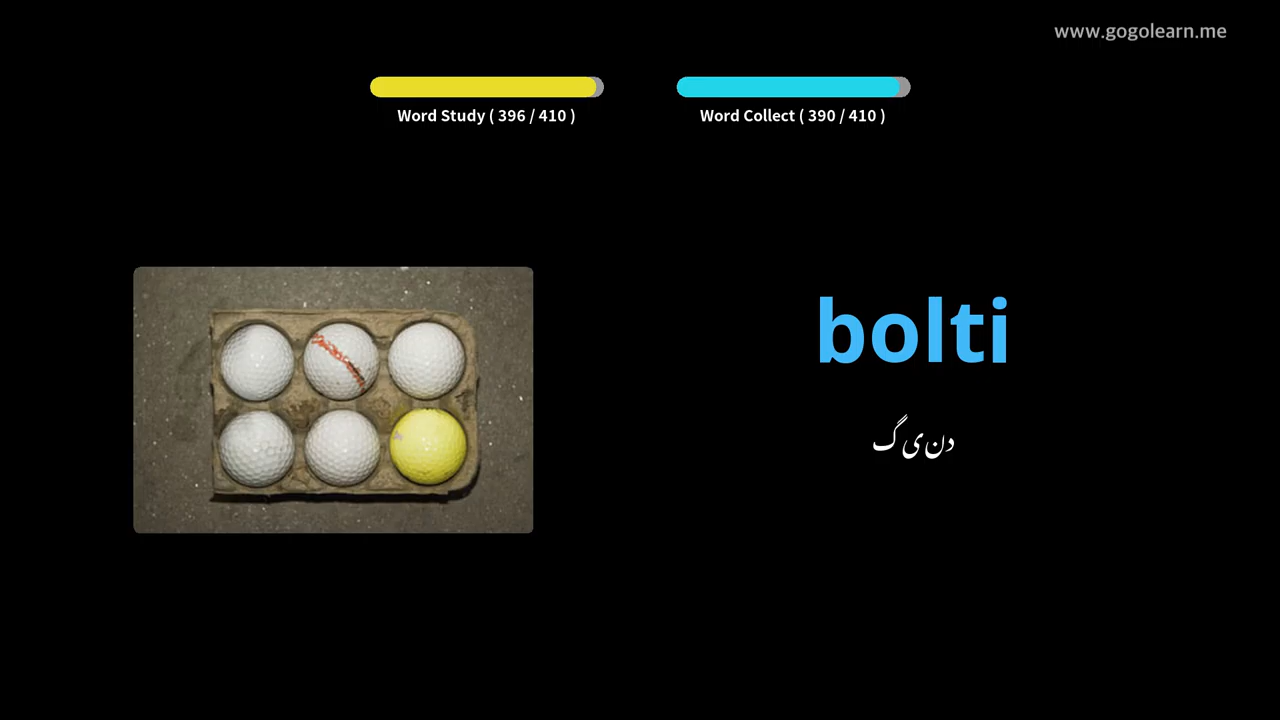 www.gogolearn.me
Word Study ( 396 / 410 )
Word Collect ( 390 / 410 )
bolti
دن ی گ